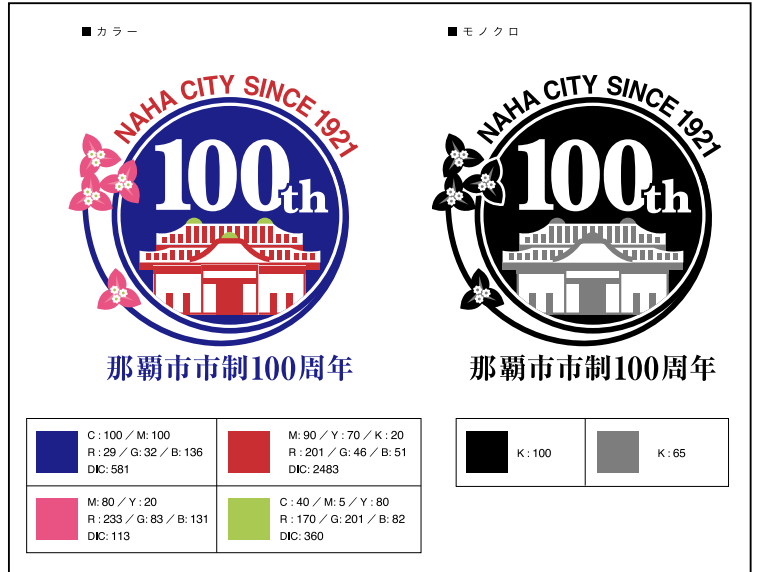 ■カラー
NAHA CITY SINCE 1921
100th
那覇市市制100周年
C : 100 / M: 100
R : 29 / G: 32 / B: 136
DIC: 581
M: 90 / Y : 70 / K : 20
R : 201 / G: 46 / B: 51
DIC: 2483
M: 80 / Y : 20
R : 233 / G: 83 / B: 131
DIC: 113
C : 40 / M: 5 / Y : 80
R : 170 / G: 201 / B: 82
DIC: 360
■モノクロ
NAHA CITY SINCE 1921
100th
那覇市市制100周年
K : 100
K : 65